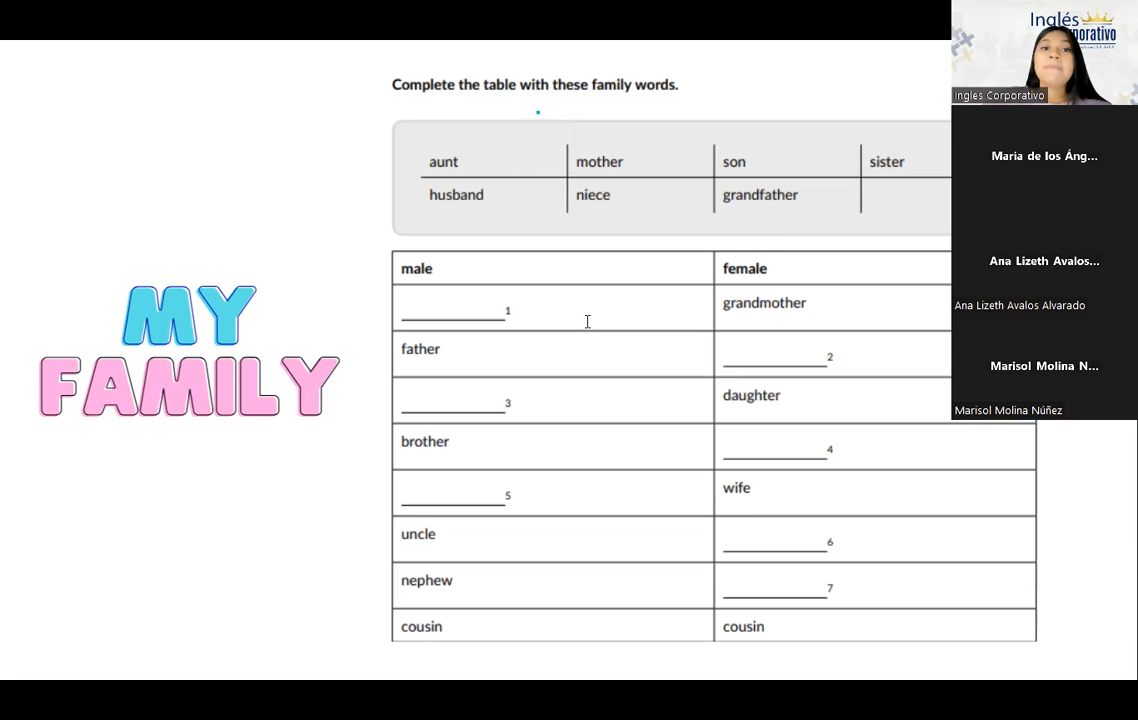 Inglés
Ingles Corporativo
Complete the table with these family words.
aunt mother son sister
husband niece grandfather
Maria de los Áng...
Ana Lizeth Avalos...
Ana Lizeth Avalos Alvarado
Marisol Molina N...
Marisol Molina Núñez
MY
FAMILY
male female
1 grandmother
father 2
3 daughter
brother 4
5 wife
uncle 6
nephew 7
cousin cousin